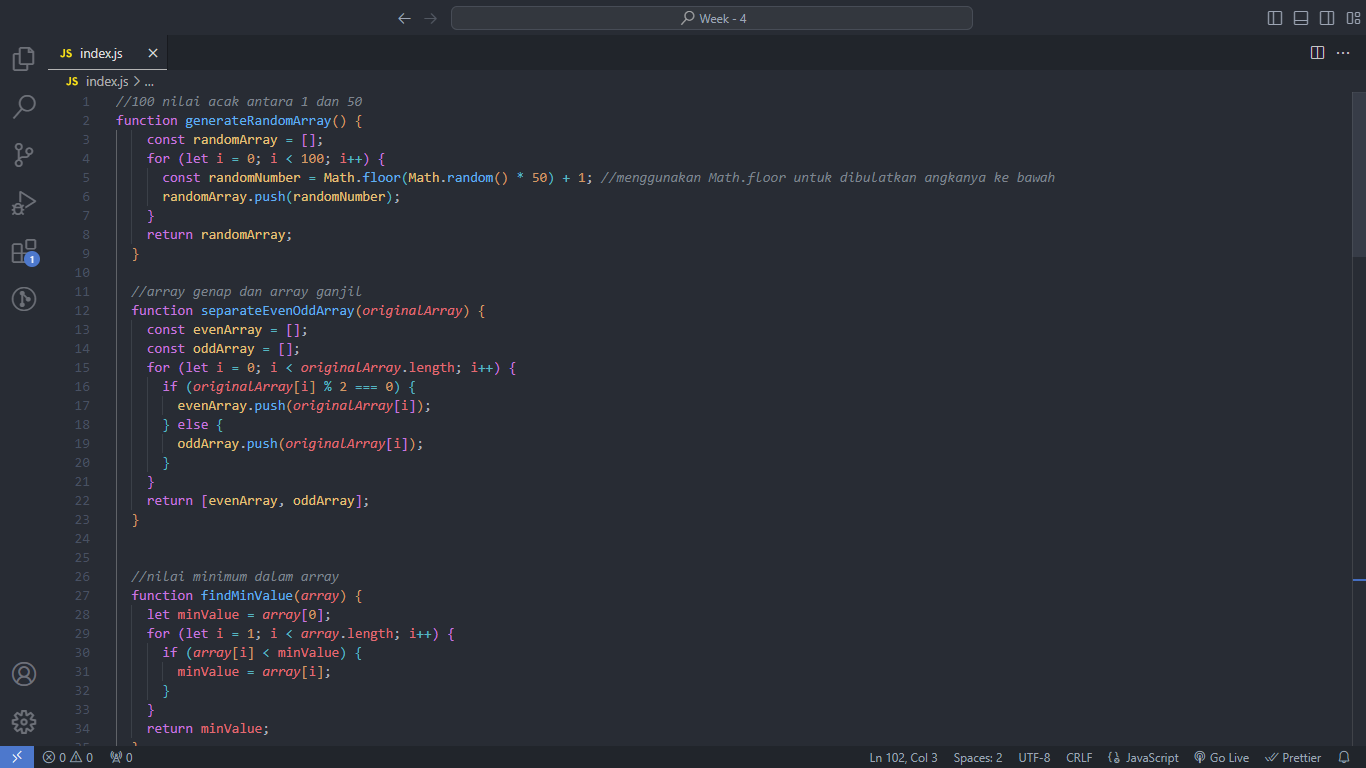 Week - 4
JS index.js
JS index.js > ...
1 //100 nilai acak antara 1 dan 50
2 function generateRandomArray() {
3     const randomArray = [];
4     for (let i = 0; i < 100; i++) {
5       const randomNumber = Math.floor(Math.random() * 50) + 1; //menggunakan Math.floor untuk dibulatkan angkanya ke bawah
6       randomArray.push(randomNumber);
7     }
8     return randomArray;
9   }
10
11   //array genap dan array ganjil
12   function separateEvenOddArray(originalArray) {
13     const evenArray = [];
14     const oddArray = [];
15     for (let i = 0; i < originalArray.length; i++) {
16       if (originalArray[i] % 2 === 0) {
17         evenArray.push(originalArray[i]);
18       } else {
19         oddArray.push(originalArray[i]);
20       }
21     }
22     return [evenArray, oddArray];
23   }
24
25
26   //nilai minimum dalam array
27   function findMinValue(array) {
28     let minValue = array[0];
29     for (let i = 1; i < array.length; i++) {
30       if (array[i] < minValue) {
31         minValue = array[i];
32       }
33     }
34     return minValue;
1
0 0 0 Ln 102, Col 3 Spaces: 2 UTF-8 CRLF {} JavaScript Go Live Prettier